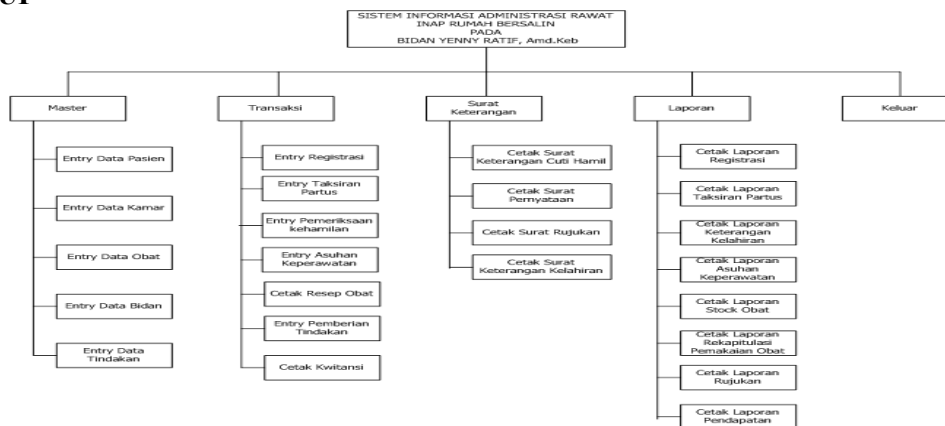 SISTEM INFORMASI ADMINISTRASI RAWAT
INAP RUMAH BERSALIN
PADA
BIDAN YENNY RATIF, Amd.Keb
Master
Transaksi
Surat
Keterangan
Laporan
Keluar
Entry Data Pasien
Entry Data Kamar
Entry Data Obat
Entry Data Bidan
Entry Data
Tindakan
Entry Registrasi
Entry Taksiran
Partus
Entry Pemeriksaan
kehamilan
Entry Asuhan
Keperawatan
Cetak Resep Obat
Entry Pemberian
Tindakan
Cetak Kwitansi
Cetak Surat
Keterangan Cuti Hamil
Cetak Surat
Pernyataan
Cetak Surat Rujukan
Cetak Surat
Keterangan Kelahiran
Cetak Laporan
Registrasi
Cetak Laporan
Taksiran Partus
Cetak Laporan
Keterangan
Kelahiran
Cetak Laporan
Asuhan
Keperawatan
Cetak Laporan
Stock Obat
Cetak Laporan
Rekapitulasi
Pemakaian Obat
Cetak Laporan
Rujukan
Cetak Laporan
Pendapatan